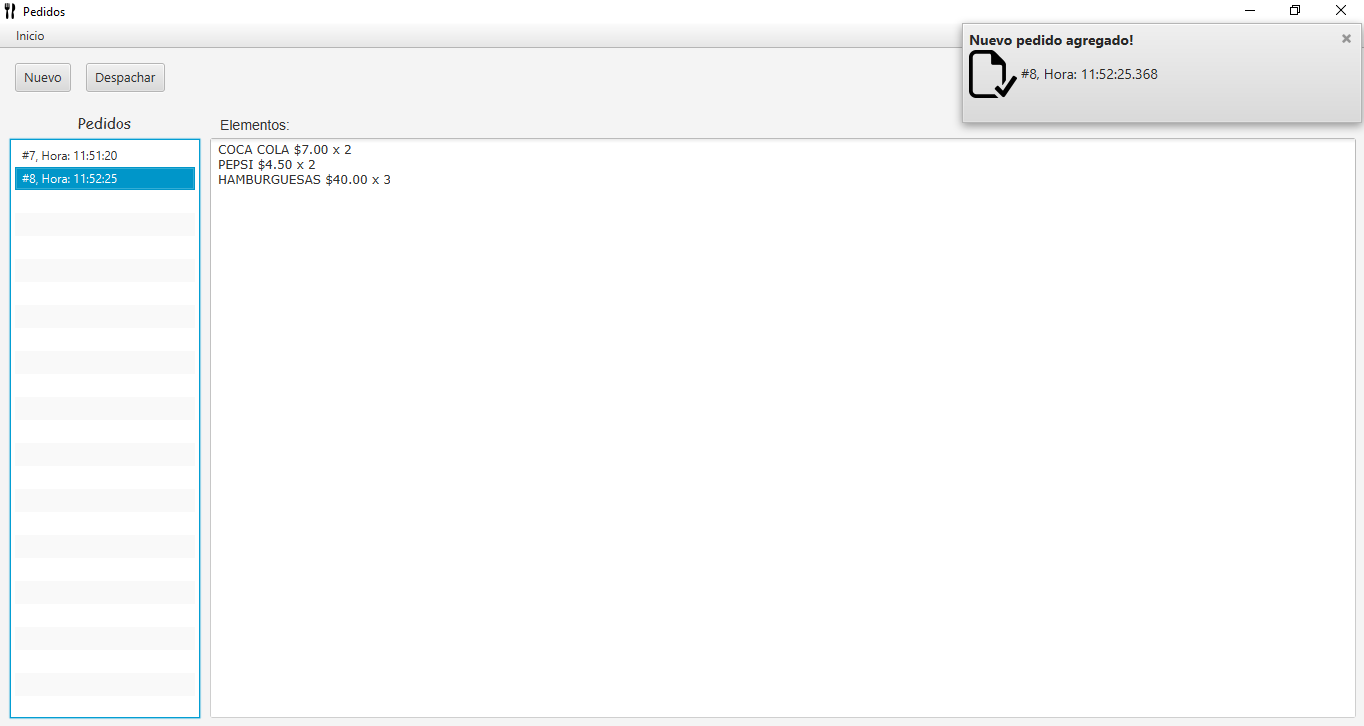 Pedidos
Inicio
Nuevo pedido agregado!
#8, Hora: 11:52:25.368
Nuevo
Despachar
Pedidos
Elementos:
#7, Hora: 11:51:20
#8, Hora: 11:52:25
COCA COLA $7.00 x 2
PEPSI $4.50 x 2
HAMBURGUESAS $40.00 x 3